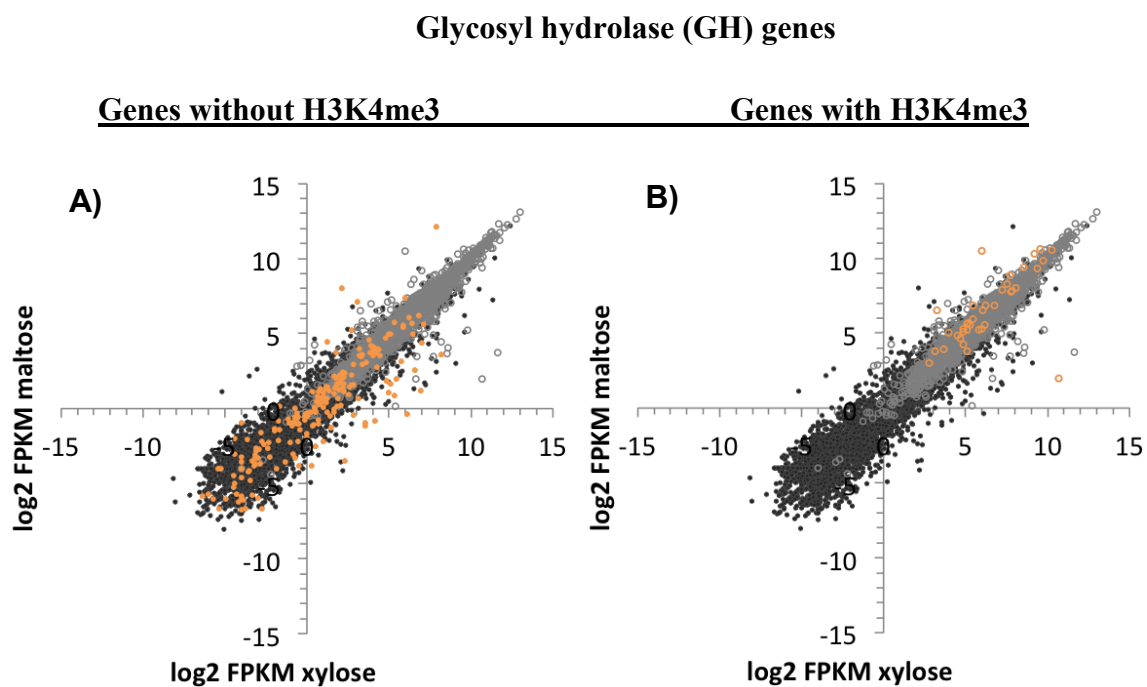 Glycosyl hydrolase (GH) genes
Genes without H3K4me3 Genes with H3K4me3
A)
15
10
5
0
-5
-10
-15
-15 -10 -5 0 5 10 15
log2 FPKM maltose
log2 FPKM xylose
B)
15
10
5
0
-5
-10
-15
-15 -10 -5 0 5 10 15
log2 FPKM maltose
log2 FPKM xylose